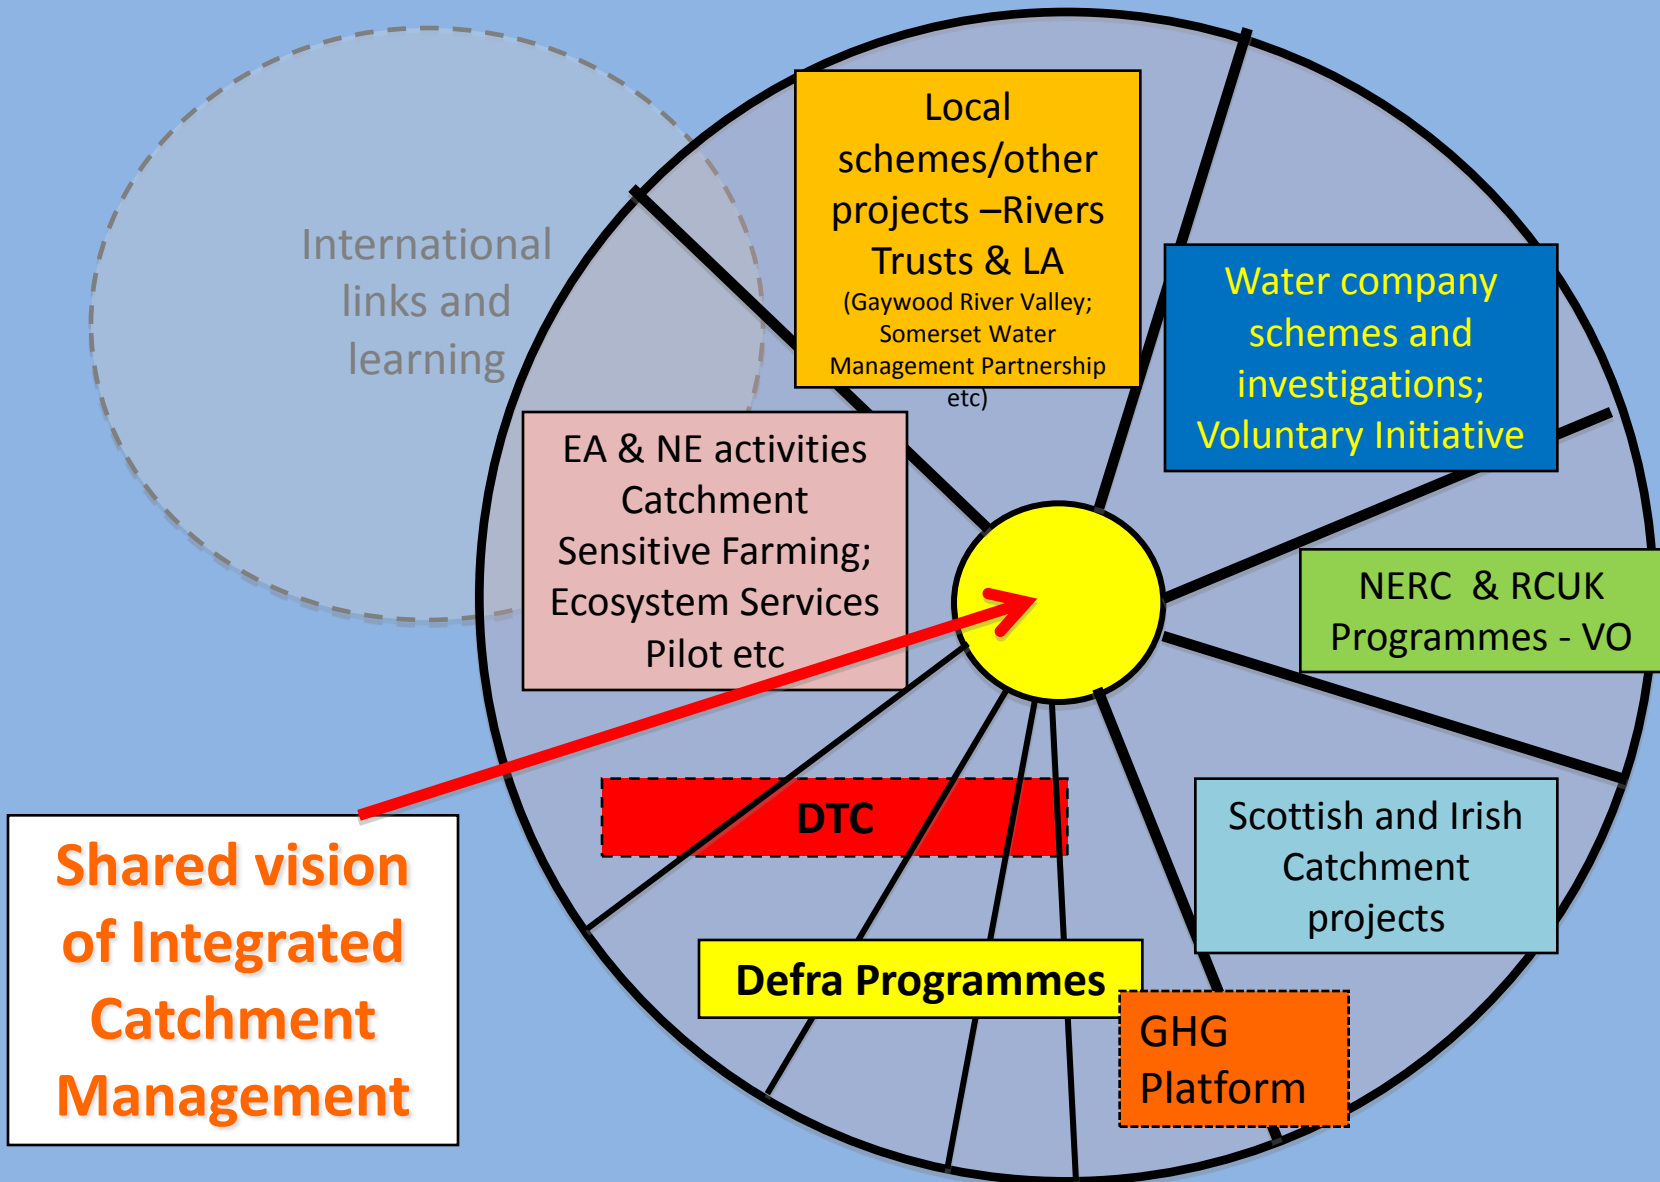 International
links and
learning
Local
schemes/other
projects –Rivers
Trusts & LA
(Gaywood River Valley;
Somerset Water
Management Partnership
etc)
Water company
schemes and
investigations;
Voluntary Initiative
EA & NE activities
Catchment
Sensitive Farming;
Ecosystem Services
Pilot etc
NERC & RCUK
Programmes - VO
DTC
Scottish and Irish
Catchment
projects
Shared vision
of Integrated
Catchment
Management
Defra Programmes
GHG
Platform